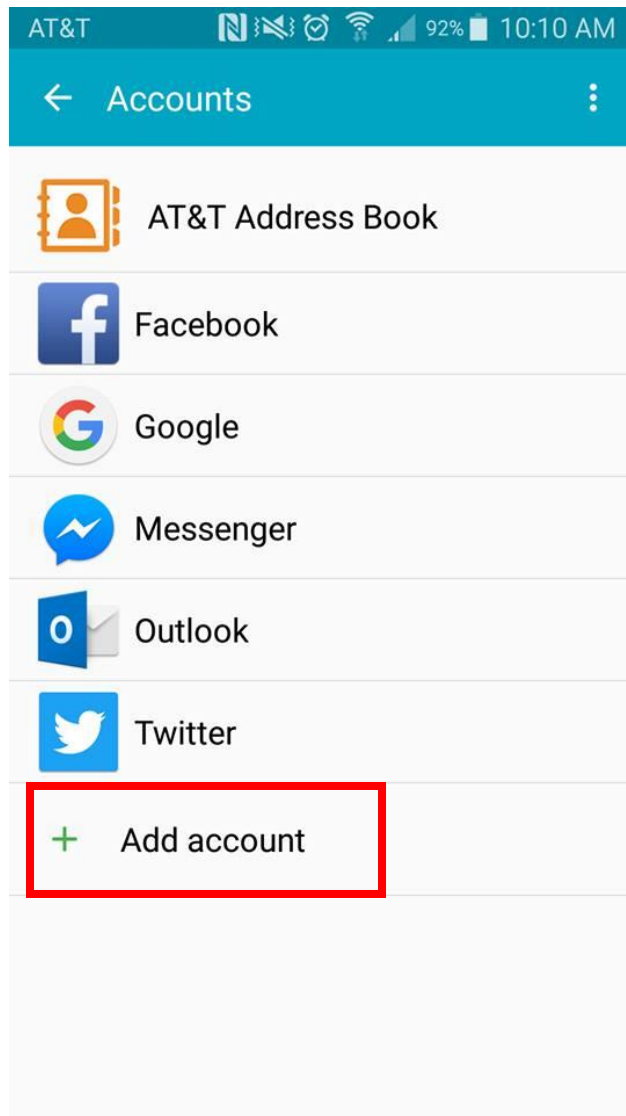 AT&T 92% 10:10 AM
Accounts
AT&T Address Book
Facebook
Google
Messenger
Outlook
Twitter
+ Add account